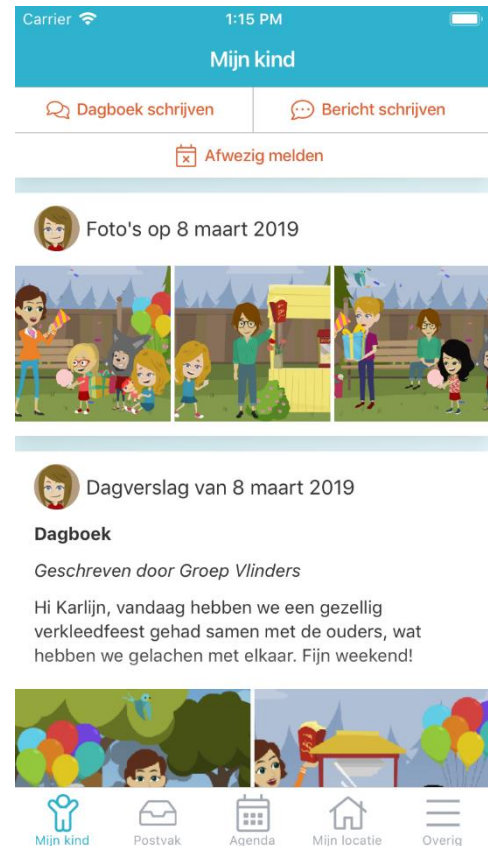 Carrier 1:15 PM
Mijn kind
Dagboek schrijven Bericht schrijven
Afwezig melden
Foto's op 8 maart 2019
Dagverslag van 8 maart 2019
Dagboek
Geschreven door Groep Vlinders
Hi Karlijn, vandaag hebben we een gezellig
verkleedfeest gehad samen met de ouders, wat
hebben we gelachen met elkaar. Fijn weekend!
Mijn kind Postvak Agenda Mijn locatie Overig